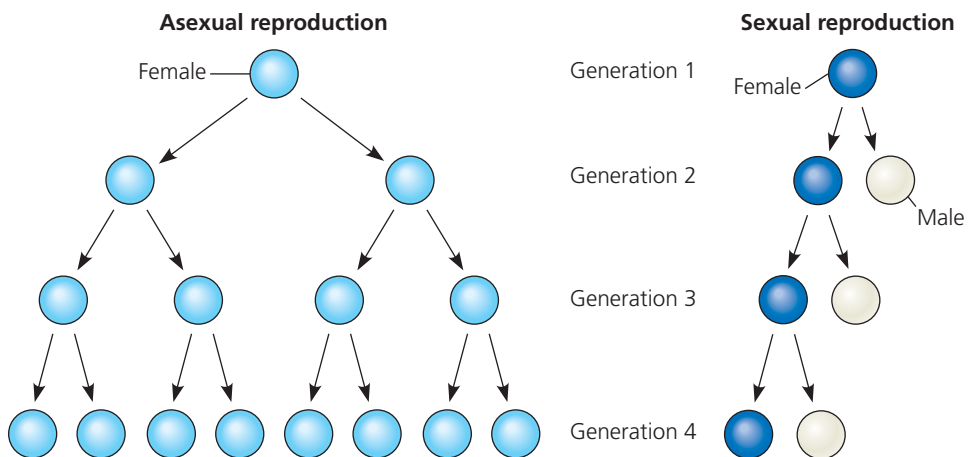 Asexual reproduction
Sexual reproduction
Female
Generation 1
Female
Generation 2
Male
Generation 3
Generation 4